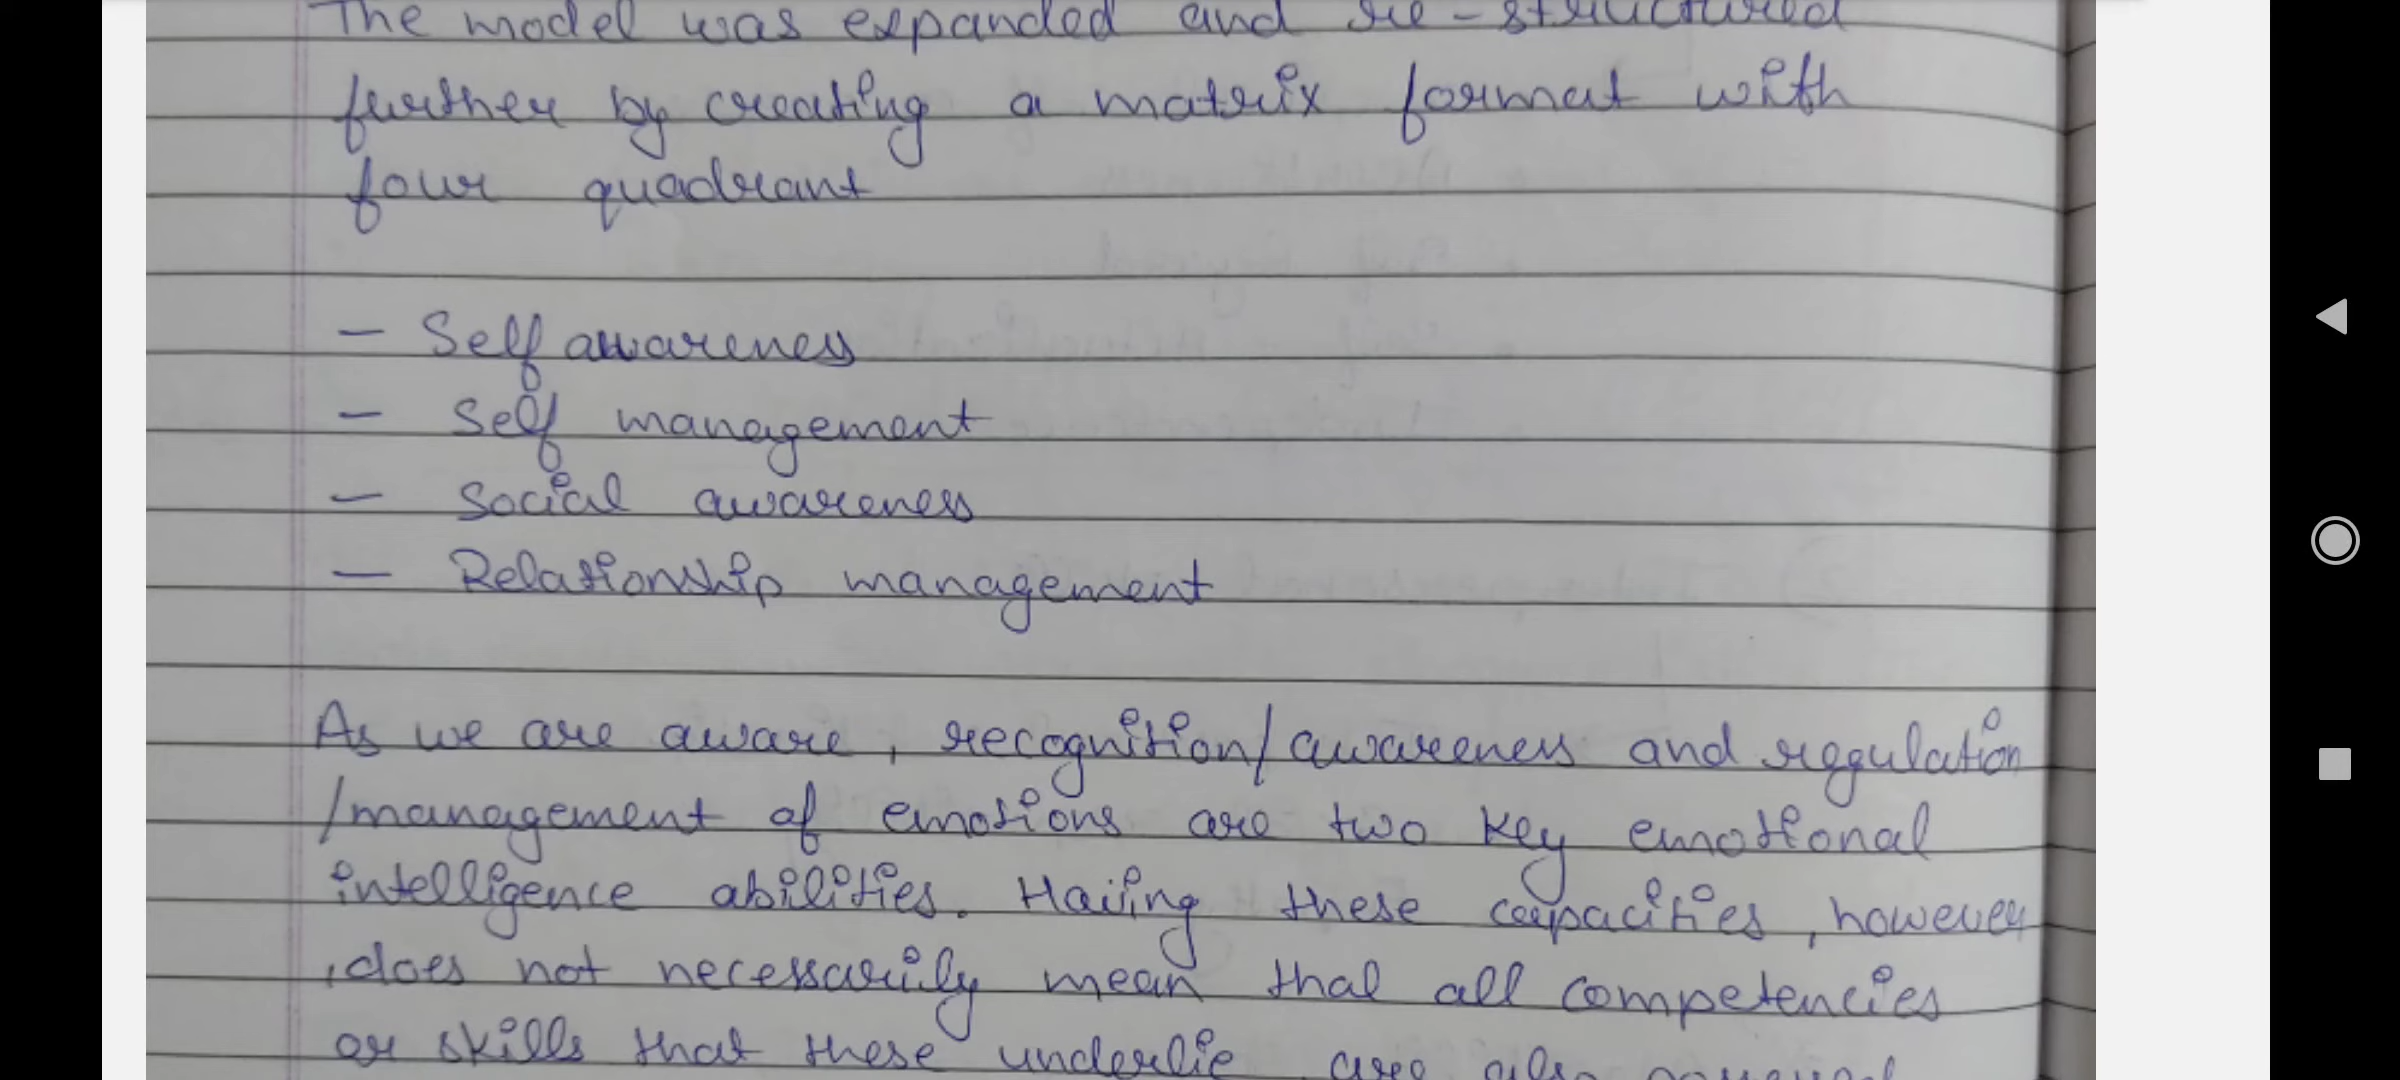 The model was expanded and re-structured
further by creating a matrix format with
four quadrant
- Self awareness
- Self management
- Social awareness
- Relationship management
As we are aware, recognition/awareness and regulation
/management of emotions are two key emotional
intelligence abilities. Having these capacities, however
,does not necessarily mean that all competencies
or skills that these underlie are also